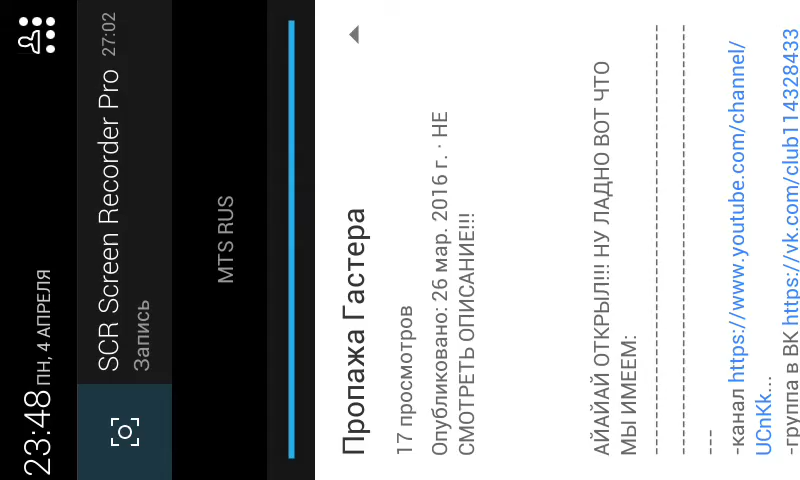 23:48 ПН, 4 АПРЕЛЯ
SCR Screen Recorder Pro 27:02
Запись
MTS RUS
Пропажа Гастера
17 просмотров
Опубликовано: 26 мар. 2016 г. · НЕ
СМОТРЕТЬ ОПИСАНИЕ!!!
АЙАЙАЙ ОТКРЫЛ!!! НУ ЛАДНО ВОТ ЧТО
МЫ ИМЕЕМ:
-----------------------------------------
-----------------------------------------
---
-канал https://www.youtube.com/channel/
UCnKk...
-группа в ВК https://vk.com/club114328433